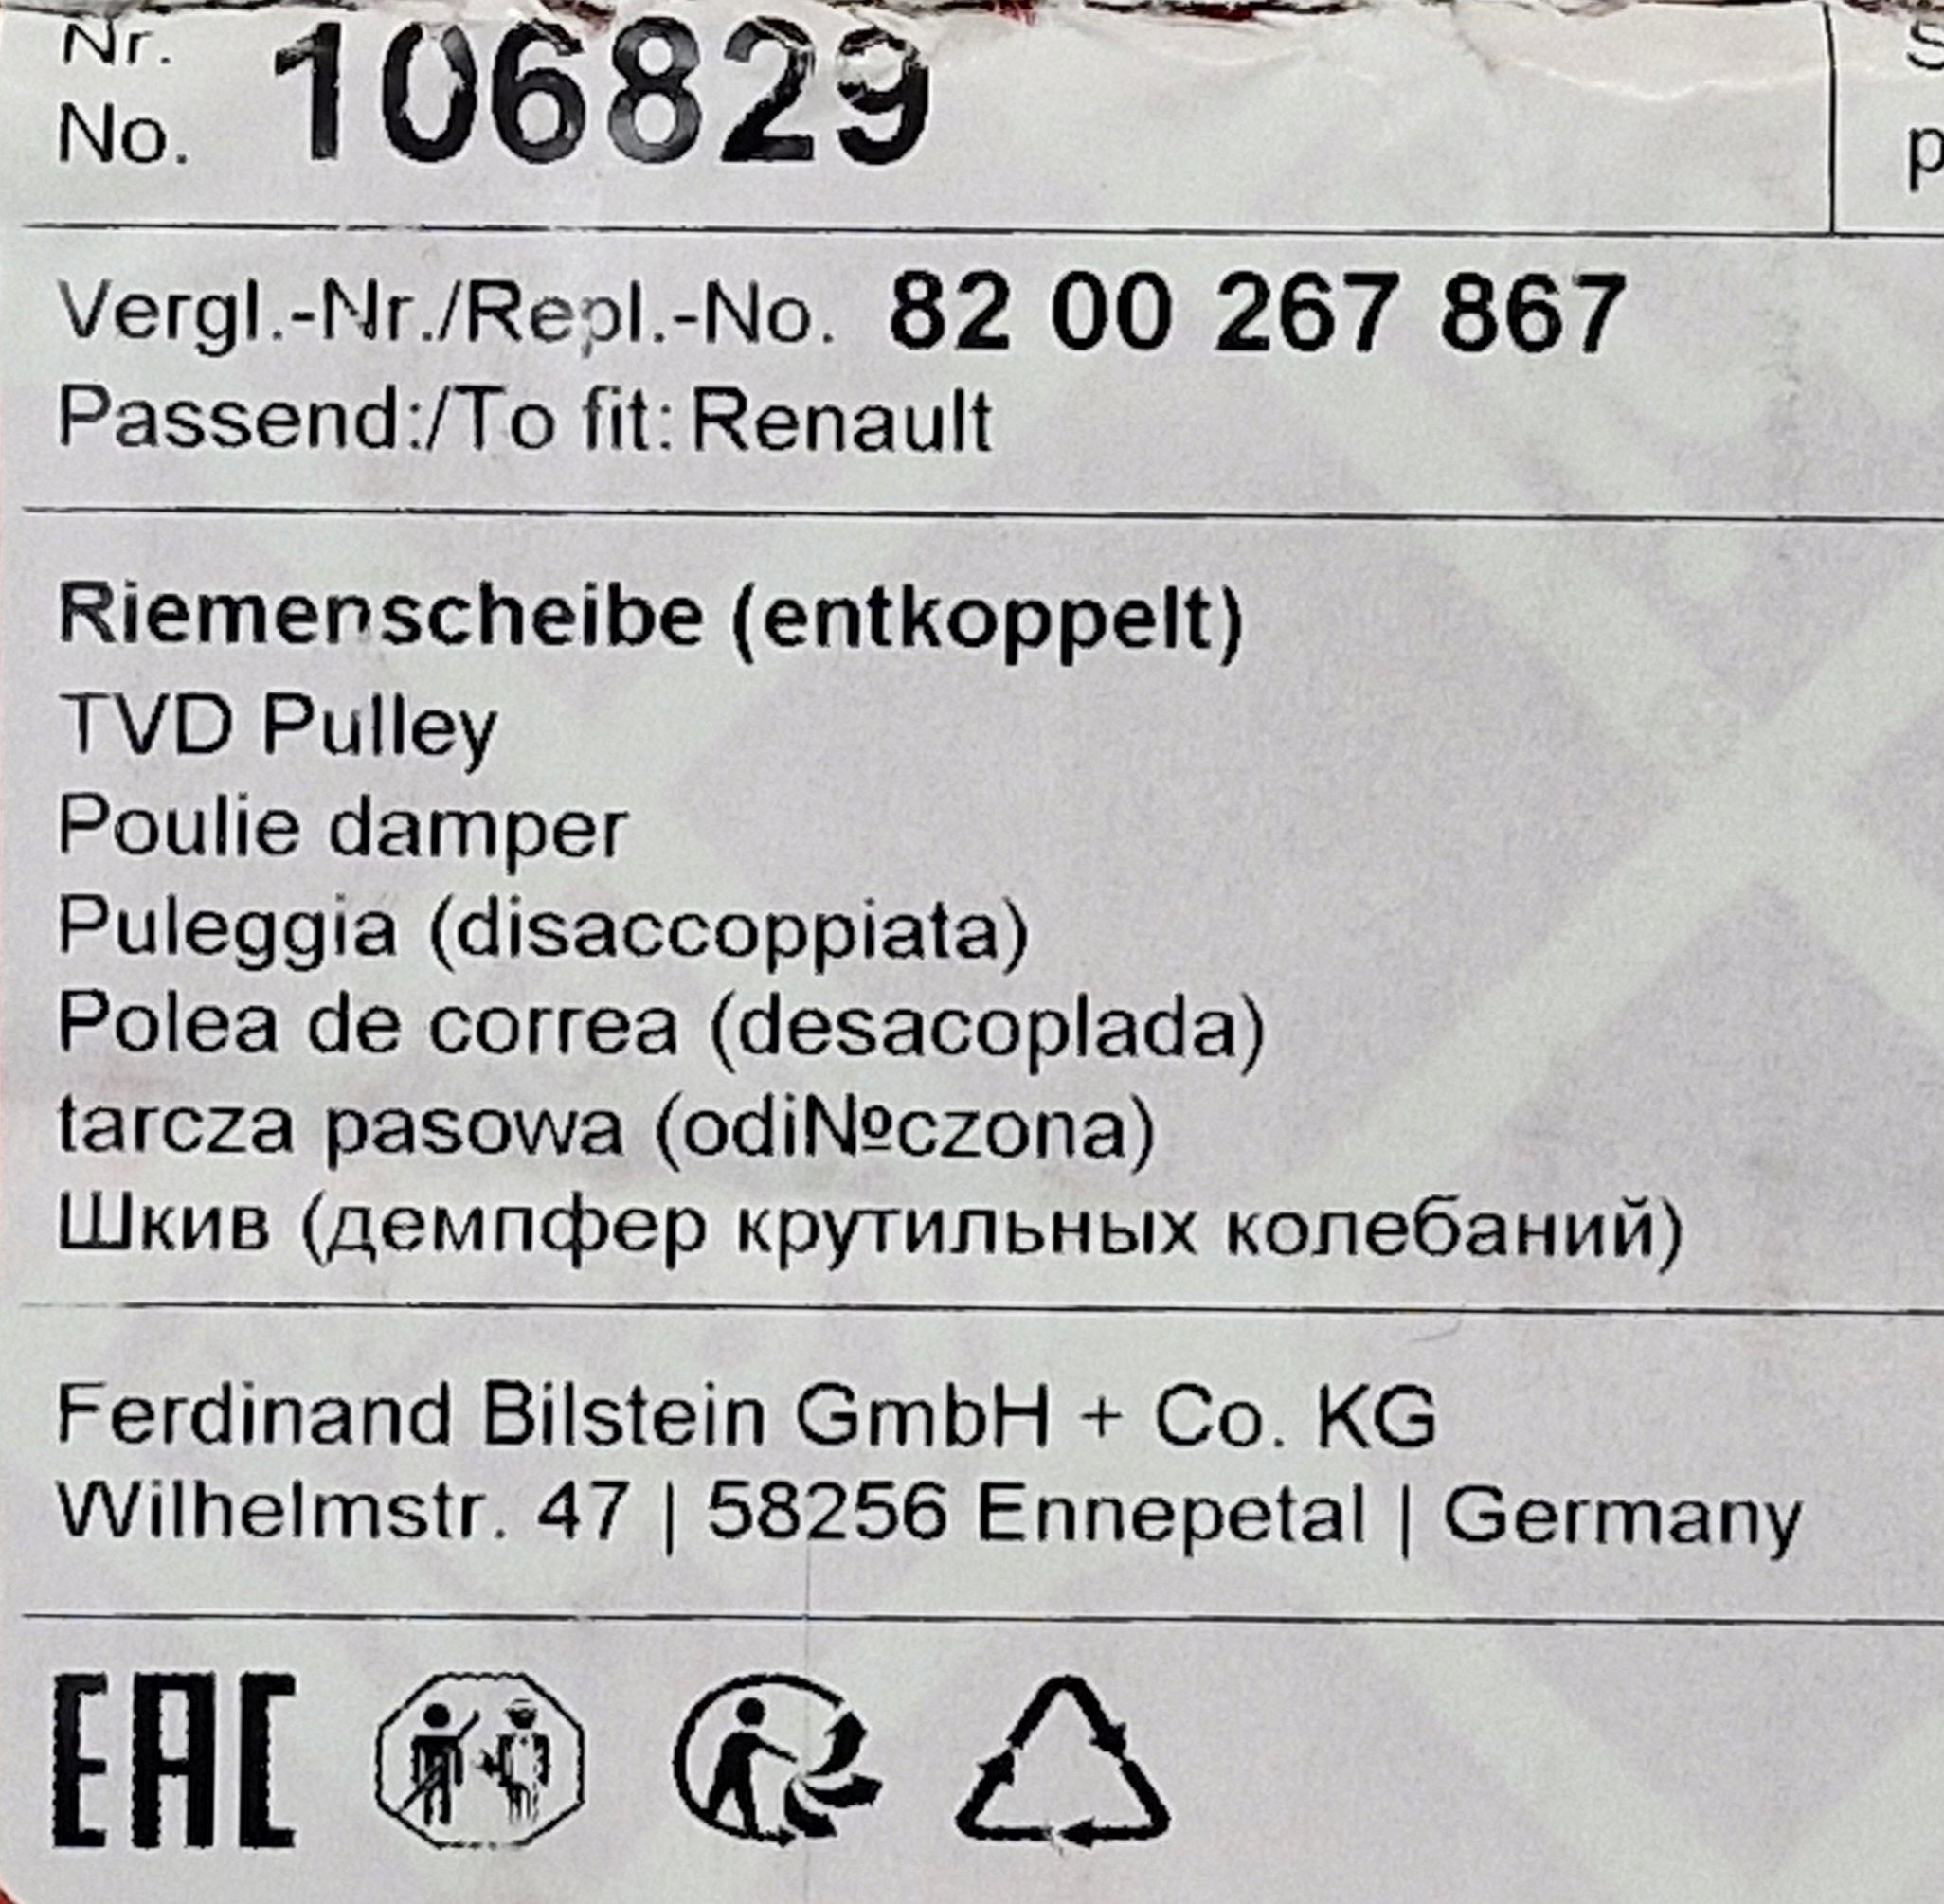 Nr.
No. 106829
Vergl.-Nr./Repl.-No. 82 00 267 867
Passend:/To fit: Renault
Riemenscheibe (entkoppelt)
TVD Pulley
Poulie damper
Puleggia (disaccoppiata)
Polea de correa (desacoplada)
tarcza pasowa (odi№czona)
Шкив (демпфер крутильных колебаний)
Ferdinand Bilstein GmbH + Co. KG
Wilhelmstr. 47 | 58256 Ennepetal | Germany
EAC